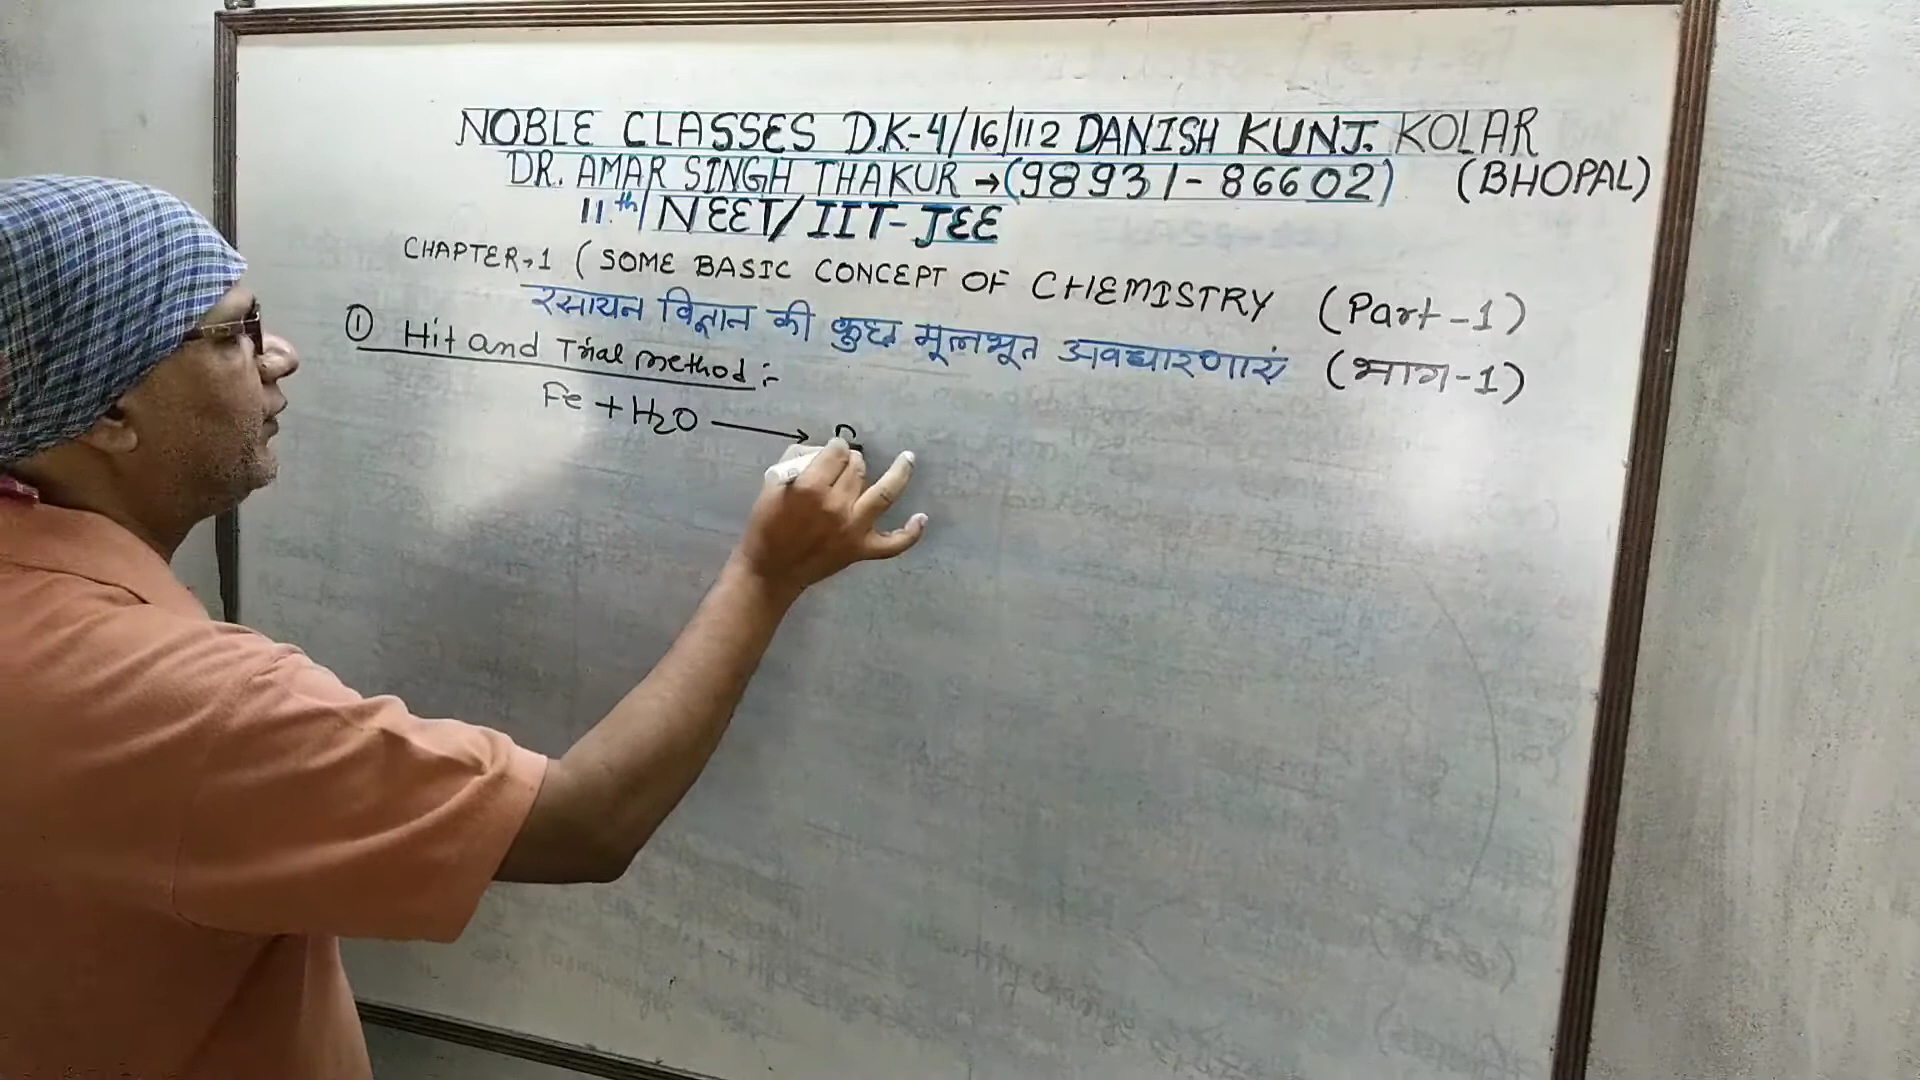 NOBLE CLASSES D.K-4/16/112 DANISH KUNJ. KOLAR
DR. AMAR SINGH THAKUR → (98931-86602) (BHOPAL)
11.th/ NEET/ IIT-JEE
CHAPTER→1 ( SOME BASIC CONCEPT OF CHEMISTRY (Part-1)
रसायन विज्ञान की कुछ मूलभूत अवधारणाएं (भाग-1)
① Hit and Trial method :-
Fe + H2O ⟶